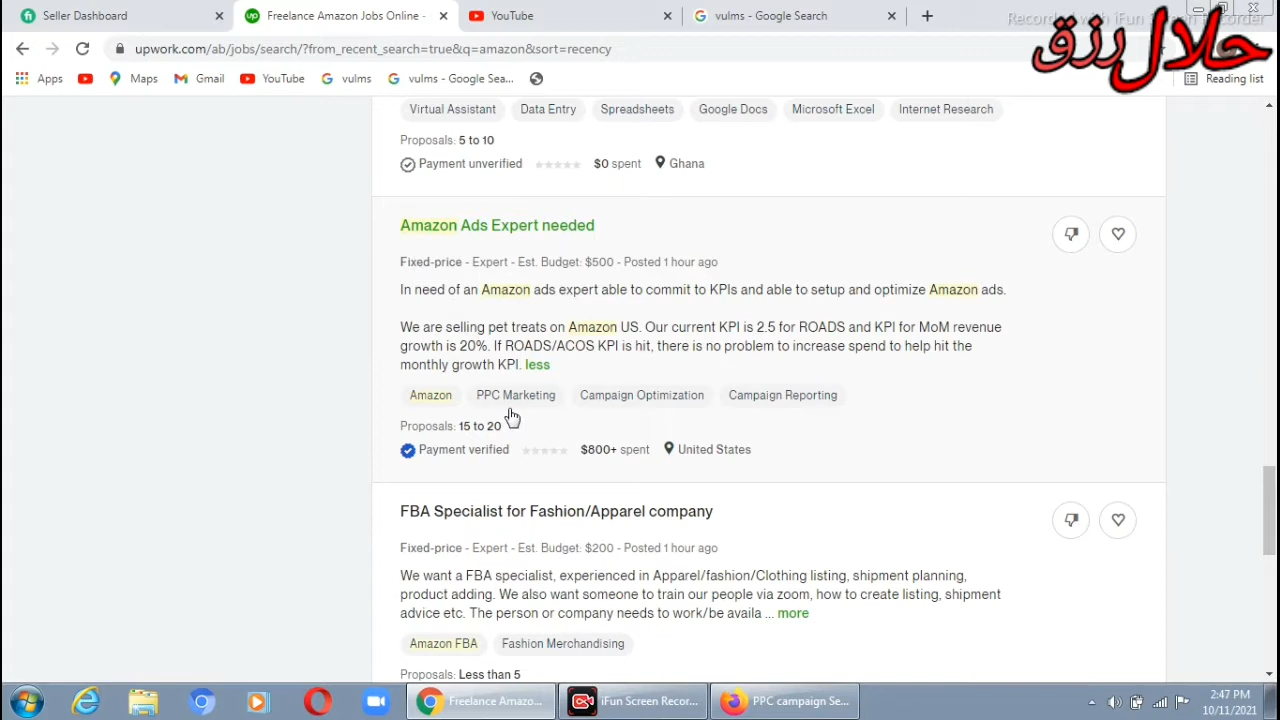 Seller Dashboard
Freelance Amazon Jobs Online -
YouTube
vulms - Google Search
Recorded with iFun Screen Recorder
upwork.com/ab/jobs/search/?from_recent_search=true&q=amazon&sort=recency
حلال رزق
Apps
Maps
Gmail
YouTube
vulms
vulms - Google Sea...
Reading list
Virtual Assistant Data Entry Spreadsheets Google Docs Microsoft Excel Internet Research
Proposals: 5 to 10
Payment unverified $0 spent Ghana
Amazon Ads Expert needed
Fixed-price - Expert - Est. Budget: $500 - Posted 1 hour ago
In need of an Amazon ads expert able to commit to KPIs and able to setup and optimize Amazon ads.
We are selling pet treats on Amazon US. Our current KPI is 2.5 for ROADS and KPI for MoM revenue
growth is 20%. If ROADS/ACOS KPI is hit, there is no problem to increase spend to help hit the
monthly growth KPI. less
Amazon PPC Marketing Campaign Optimization Campaign Reporting
Proposals: 15 to 20
Payment verified $800+ spent United States
FBA Specialist for Fashion/Apparel company
Fixed-price - Expert - Est. Budget: $200 - Posted 1 hour ago
We want a FBA specialist, experienced in Apparel/fashion/Clothing listing, shipment planning,
product adding. We also want someone to train our people via zoom, how to create listing, shipment
advice etc. The person or company needs to work/be availa ... more
Amazon FBA Fashion Merchandising
Proposals: Less than 5
Freelance Amazo...
iFun Screen Recor...
PPC campaign Se...
2:47 PM
10/11/2021